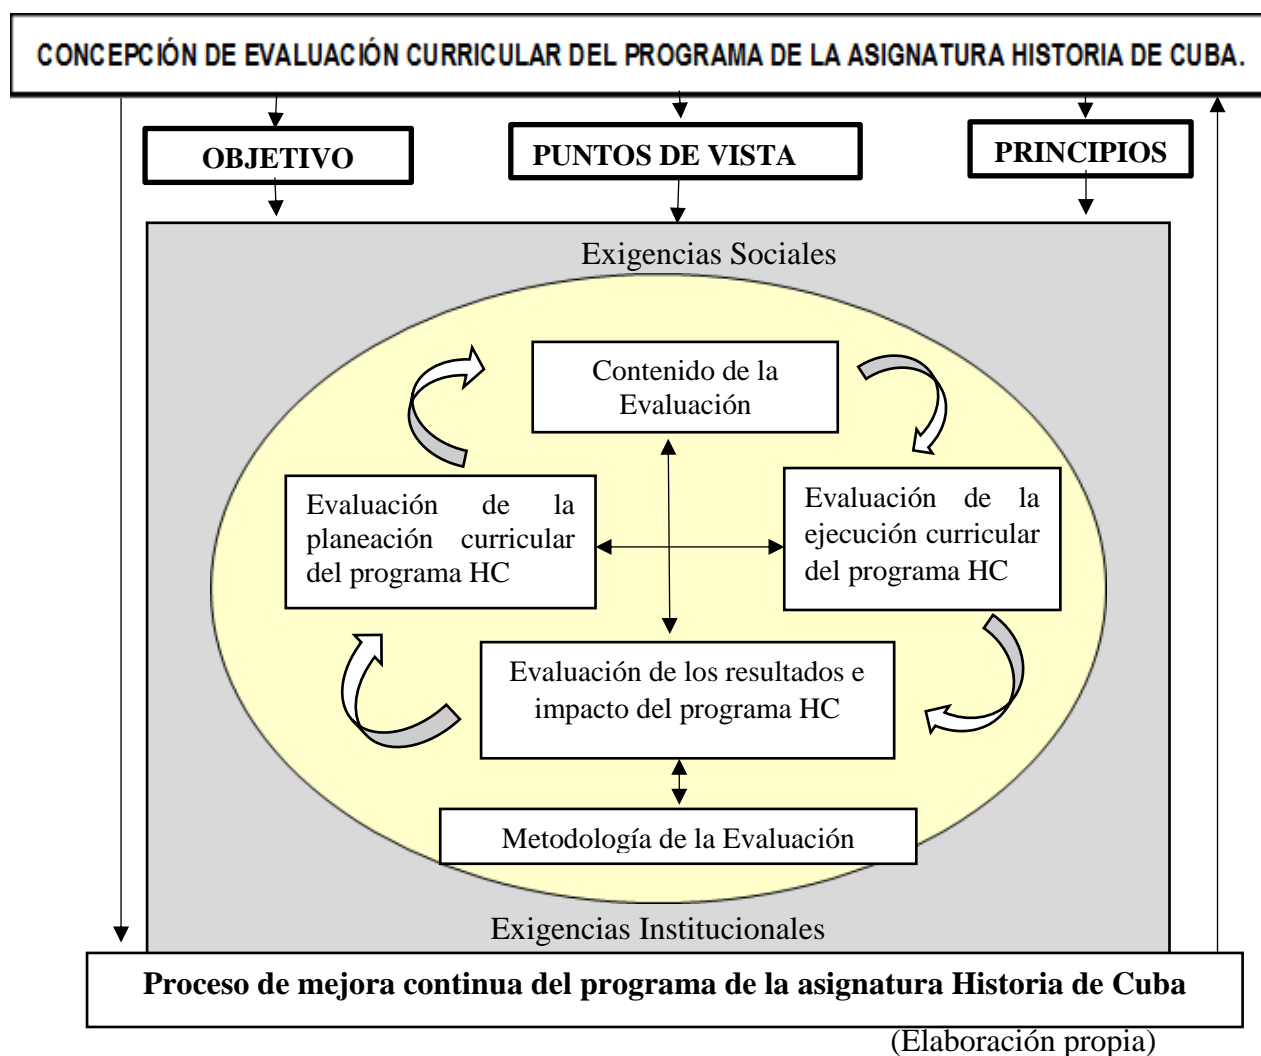 CONCEPCIÓN DE EVALUACIÓN CURRICULAR DEL PROGRAMA DE LA ASIGNATURA HISTORIA DE CUBA.
OBJETIVO
PUNTOS DE VISTA
PRINCIPIOS
Exigencias Sociales
Contenido de la
Evaluación
Evaluación de la
planeación curricular
del programa HC
Evaluación de la
ejecución curricular
del programa HC
Evaluación de los resultados e
impacto del programa HC
Metodología de la Evaluación
Exigencias Institucionales
Proceso de mejora continua del programa de la asignatura Historia de Cuba
(Elaboración propia)